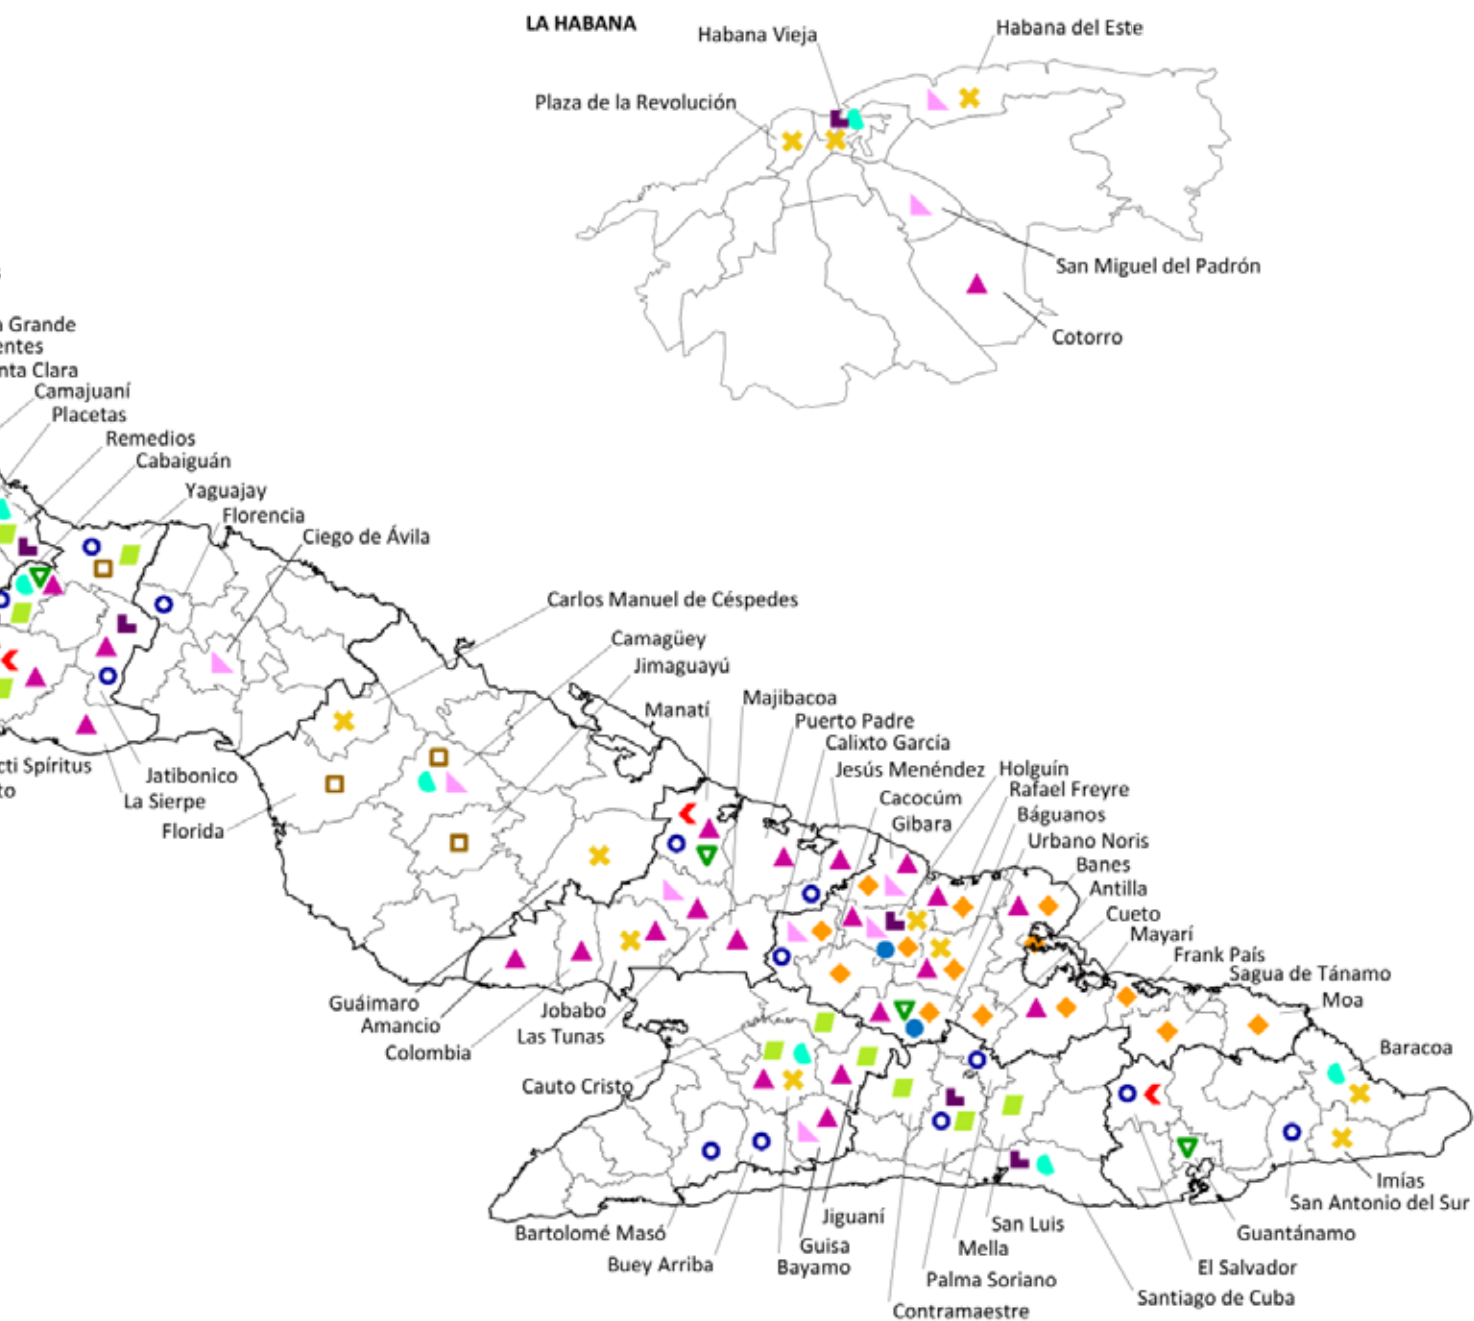 LA HABANA
Habana Vieja
Habana del Este
Plaza de la Revolución
San Miguel del Padrón
Cotorro
Grande
Clara
Camajuaní
Placetas
Remedios
Cabaiguán
Yaguajay
Florencia
Ciego de Ávila
Carlos Manuel de Céspedes
Camagüey
Jimaguayú
Manatí
Majibacoa
Puerto Padre
Calixto García
Jesús Menéndez
Holguín
Rafael Freyre
Cacocúm
Báguanos
Gibara
Urbano Noris
Banes
Antilla
Cueto
Mayarí
Frank País
Sagua de Tánamo
Moa
Baracoa
Spíritus
Jatibonico
La Sierpe
Florida
Guáimaro
Amancio
Colombia
Jobabo
Las Tunas
Cauto Cristo
Bartolomé Masó
Buey Arriba
Jiguaní
Guisa
Bayamo
San Luis
Mella
Palma Soriano
Contramaestre
Imías
San Antonio del Sur
Guantánamo
El Salvador
Santiago de Cuba